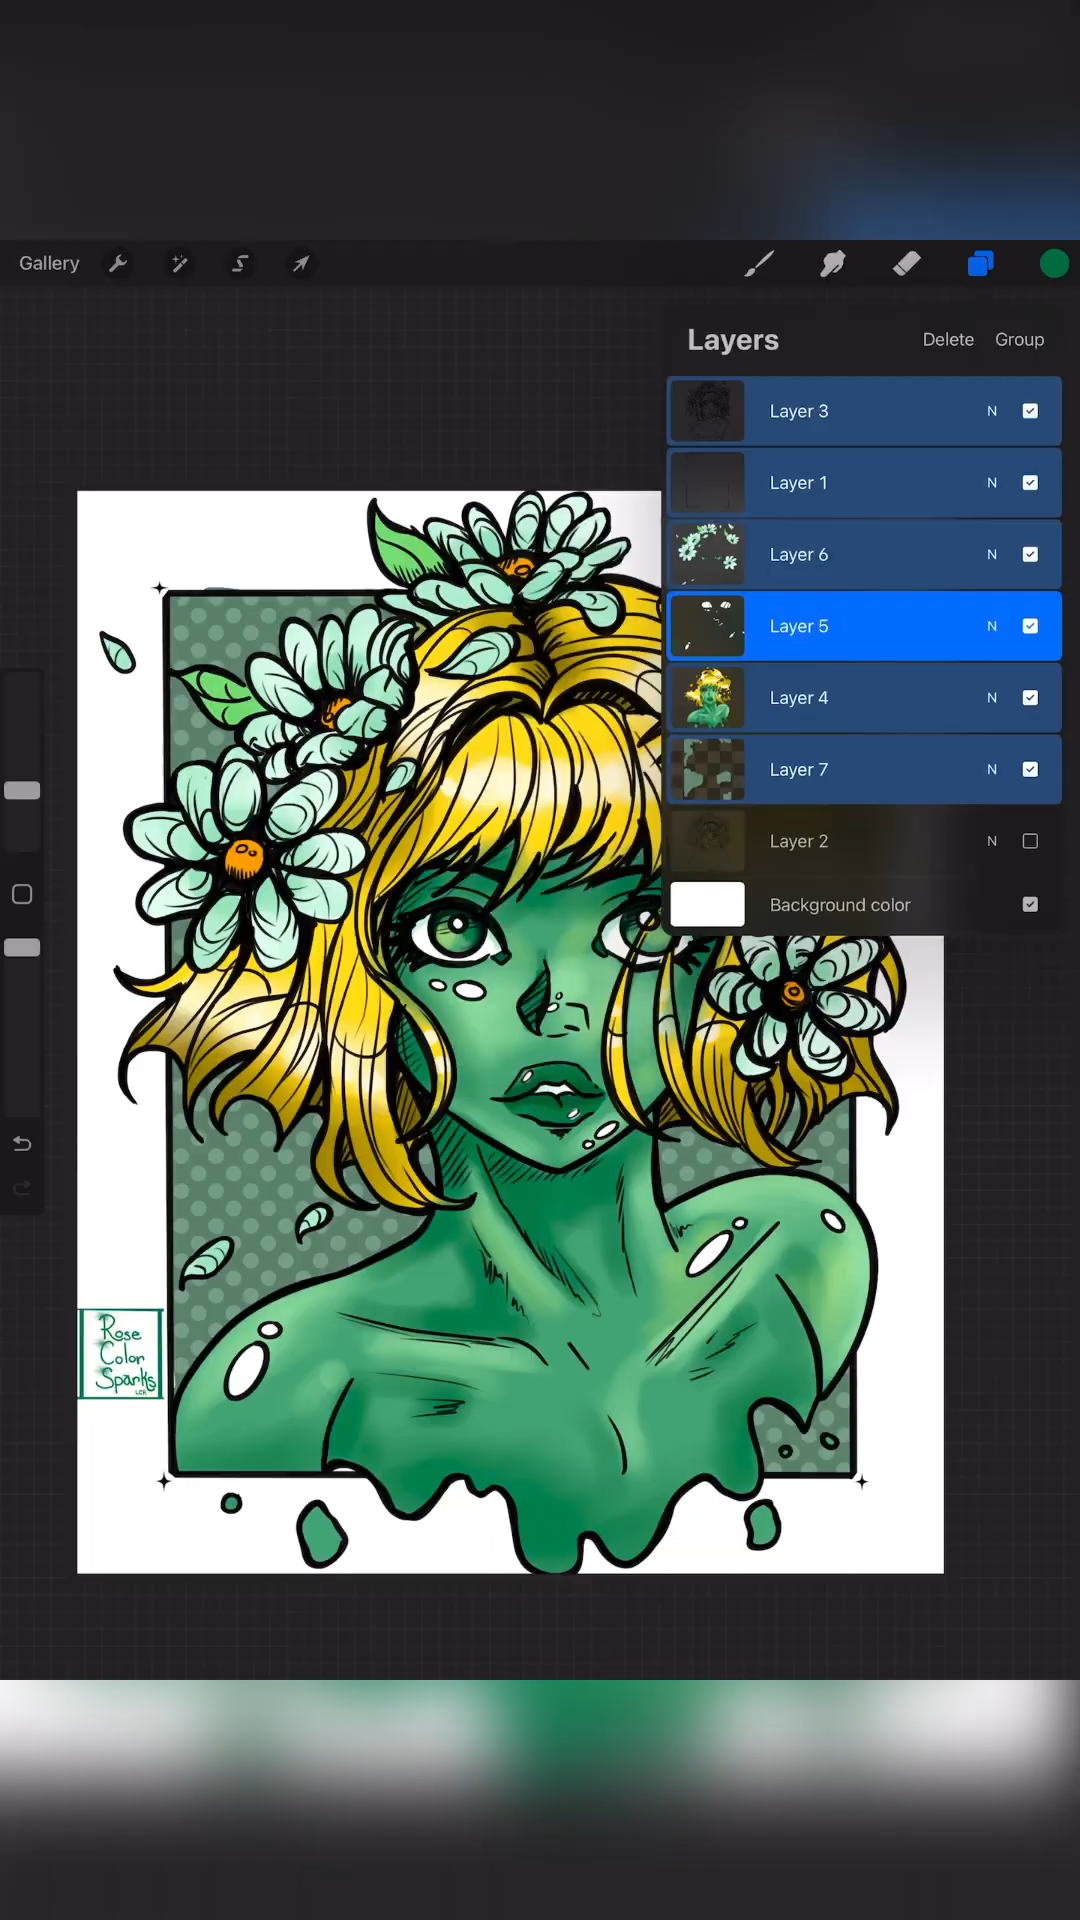 Gallery
Layers
Delete
Group
Layer 3
N
Layer 1
N
Layer 6
N
Layer 5
N
Layer 4
N
Layer 7
N
Layer 2
N
Background color
Rose
Color
Sparks